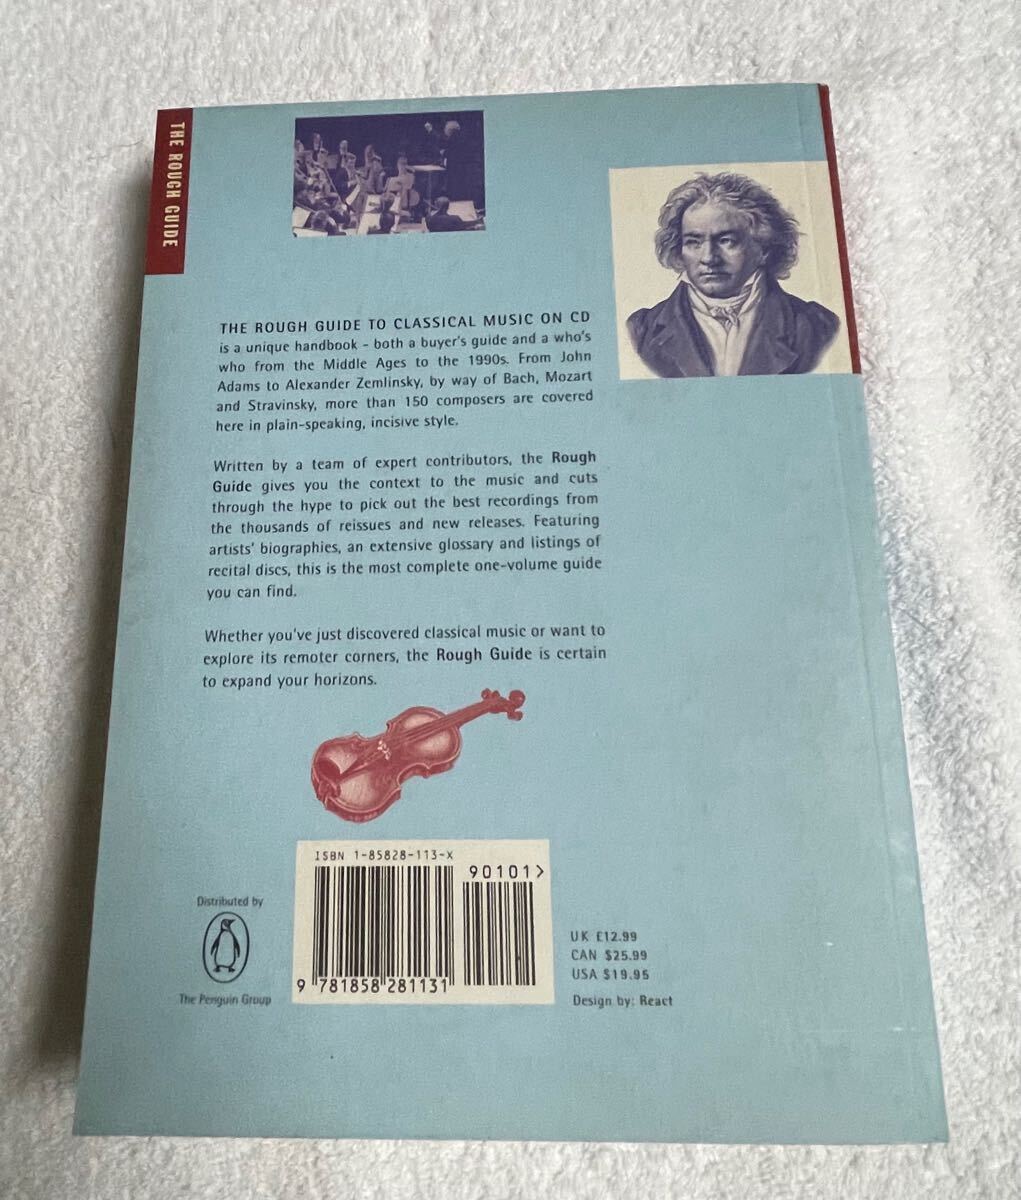 THE ROUGH GUIDE
THE ROUGH GUIDE TO CLASSICAL MUSIC ON CD
is a unique handbook – both a buyer's guide and a who's
who from the Middle Ages to the 1990s. From John
Adams to Alexander Zemlinsky, by way of Bach, Mozart
and Stravinsky, more than 150 composers are covered
here in plain-speaking, incisive style.
Written by a team of expert contributors, the Rough
Guide gives you the context to the music and cuts
through the hype to pick out the best recordings from
the thousands of reissues and new releases. Featuring
artists' biographies, an extensive glossary and listings of
recital discs, this is the most complete one-volume guide
you can find.
Whether you've just discovered classical music or want to
explore its remoter corners, the Rough Guide is certain
to expand your horizons.
ISBN 1-85828-113-X
90101>
9 781858 281131
Distributed by
The Penguin Group
UK £12.99
CAN $25.99
USA $19.95
Design by: React